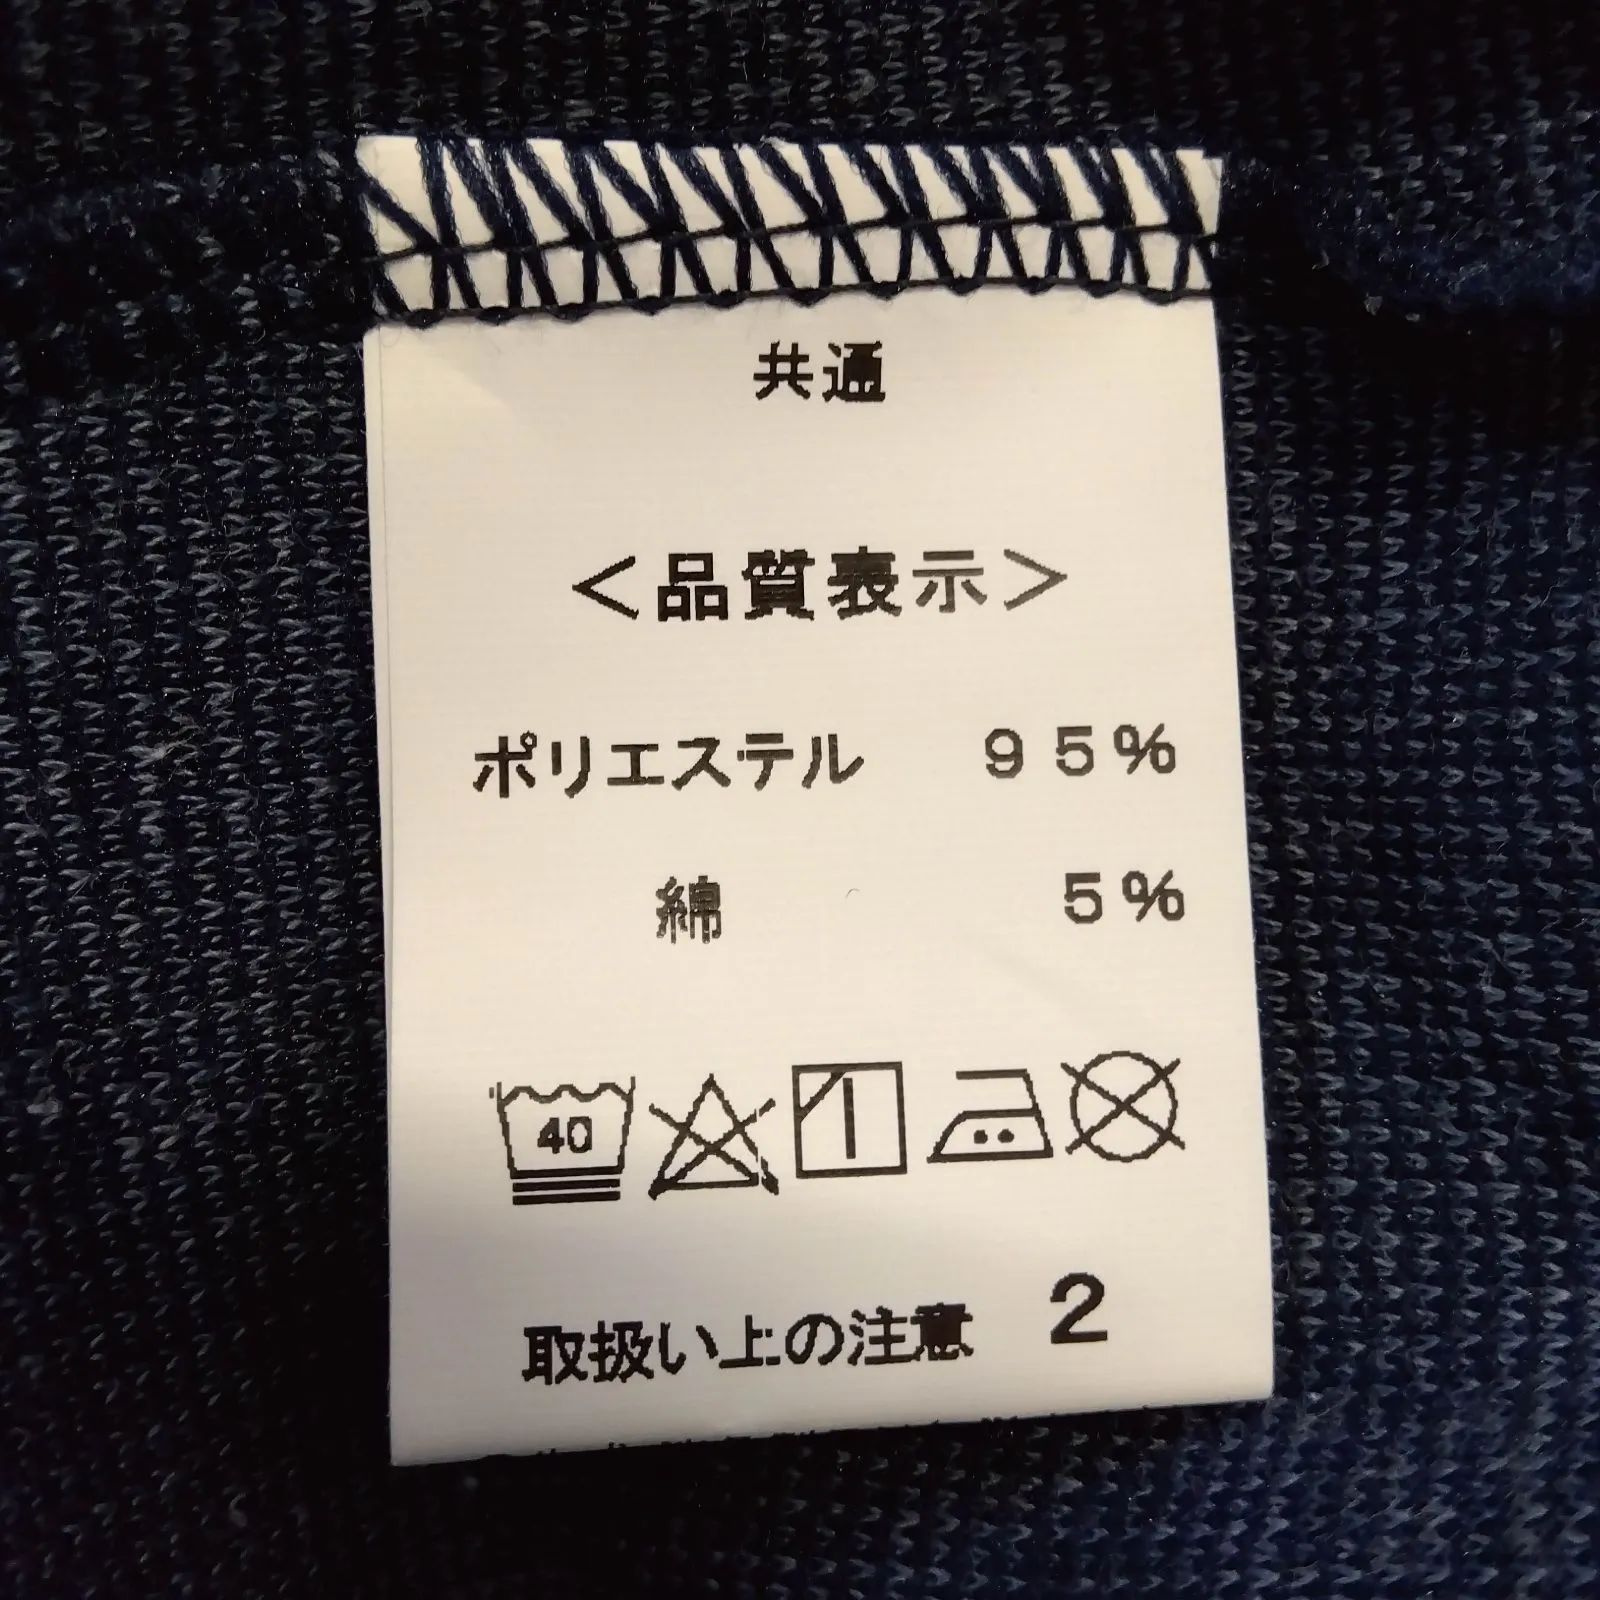 共通
＜品質表示＞
ポリエステル 95%
綿 5%
40
取扱い上の注意 2